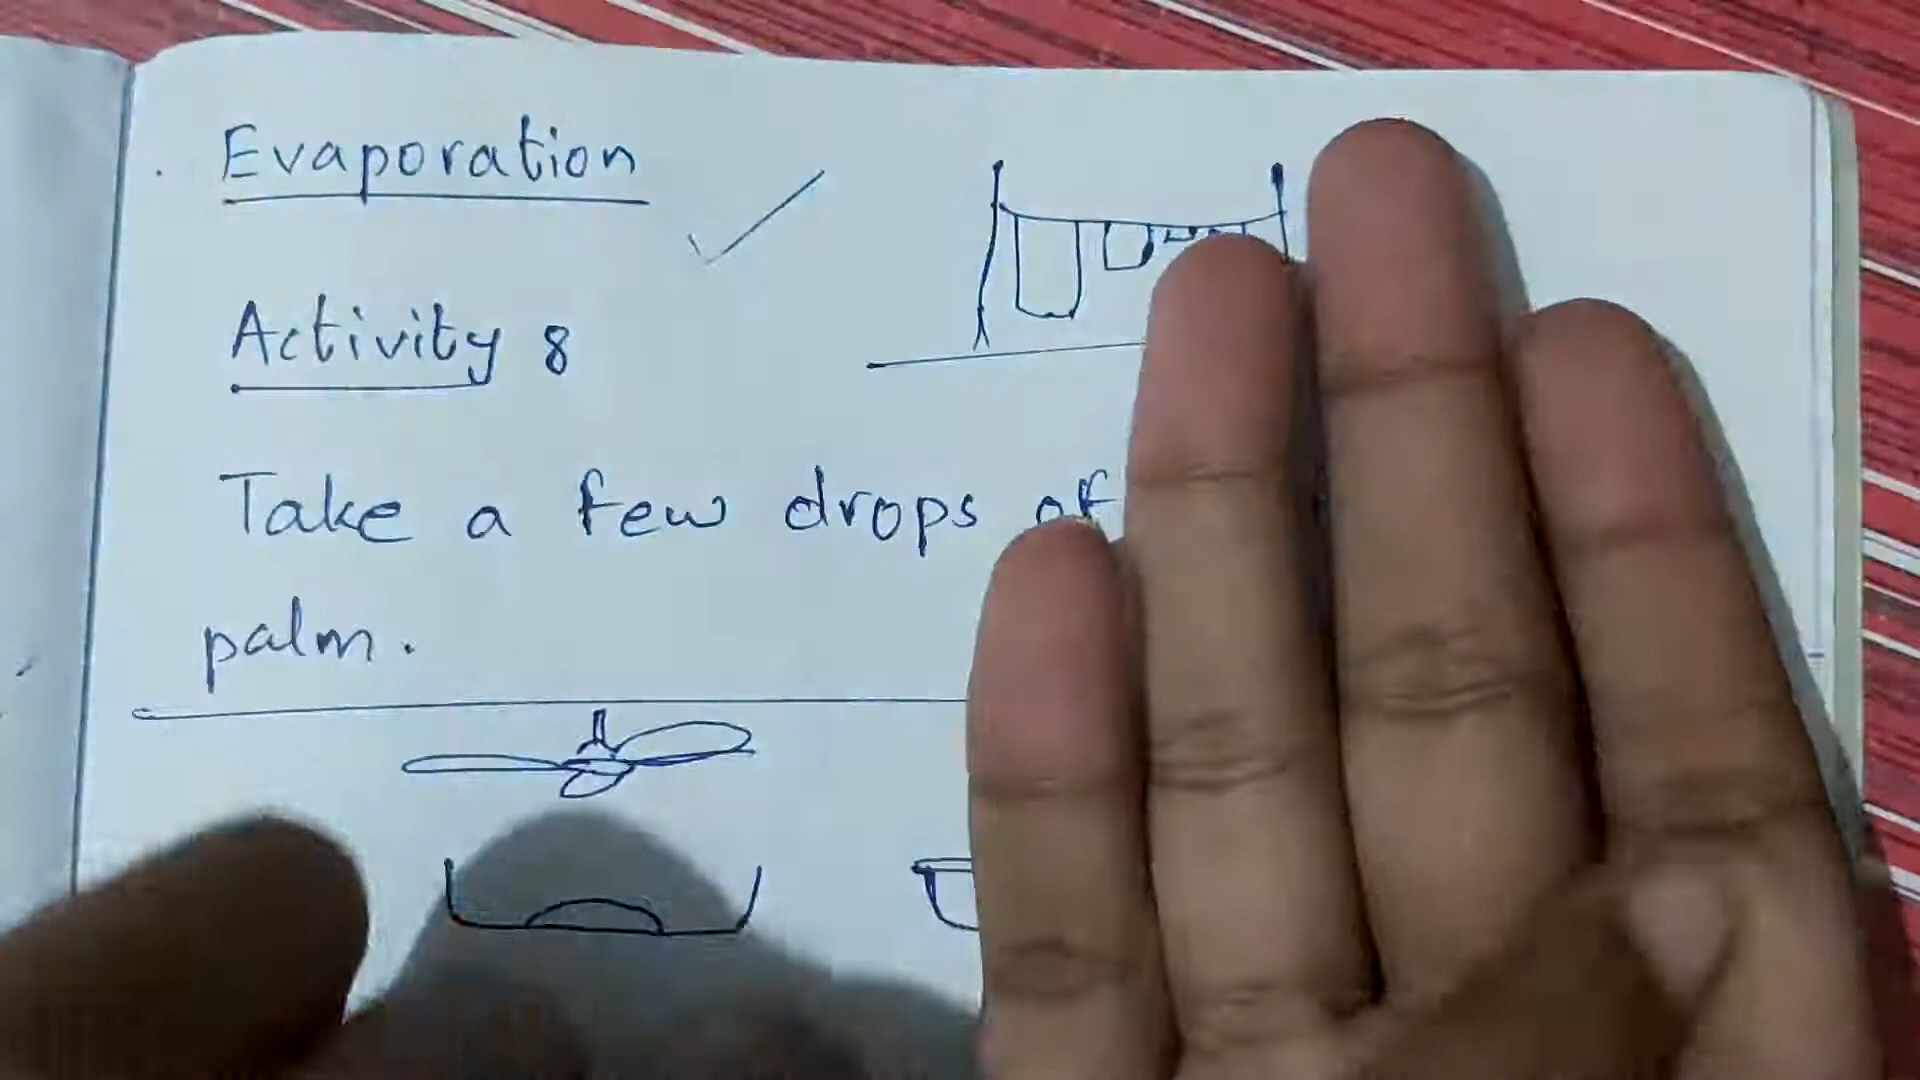 Evaporation
Activity 8
Take a few drops of
palm.